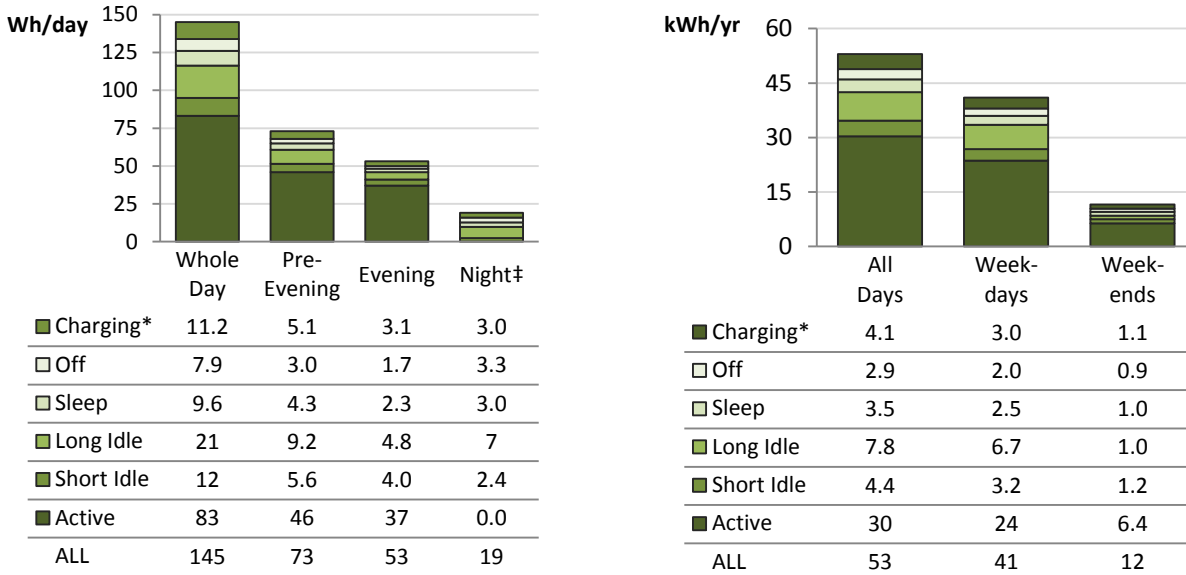 Wh/day
150
125
100
75
50
25
0
Whole Day Pre-Evening Evening Night‡
Charging* 11.2 5.1 3.1 3.0
Off 7.9 3.0 1.7 3.3
Sleep 9.6 4.3 2.3 3.0
Long Idle 21 9.2 4.8 7
Short Idle 12 5.6 4.0 2.4
Active 83 46 37 0.0
ALL 145 73 53 19
kWh/yr
60
45
30
15
0
All Days Week-days Week-ends
Charging* 4.1 3.0 1.1
Off 2.9 2.0 0.9
Sleep 3.5 2.5 1.0
Long Idle 7.8 6.7 1.0
Short Idle 4.4 3.2 1.2
Active 30 24 6.4
ALL 53 41 12